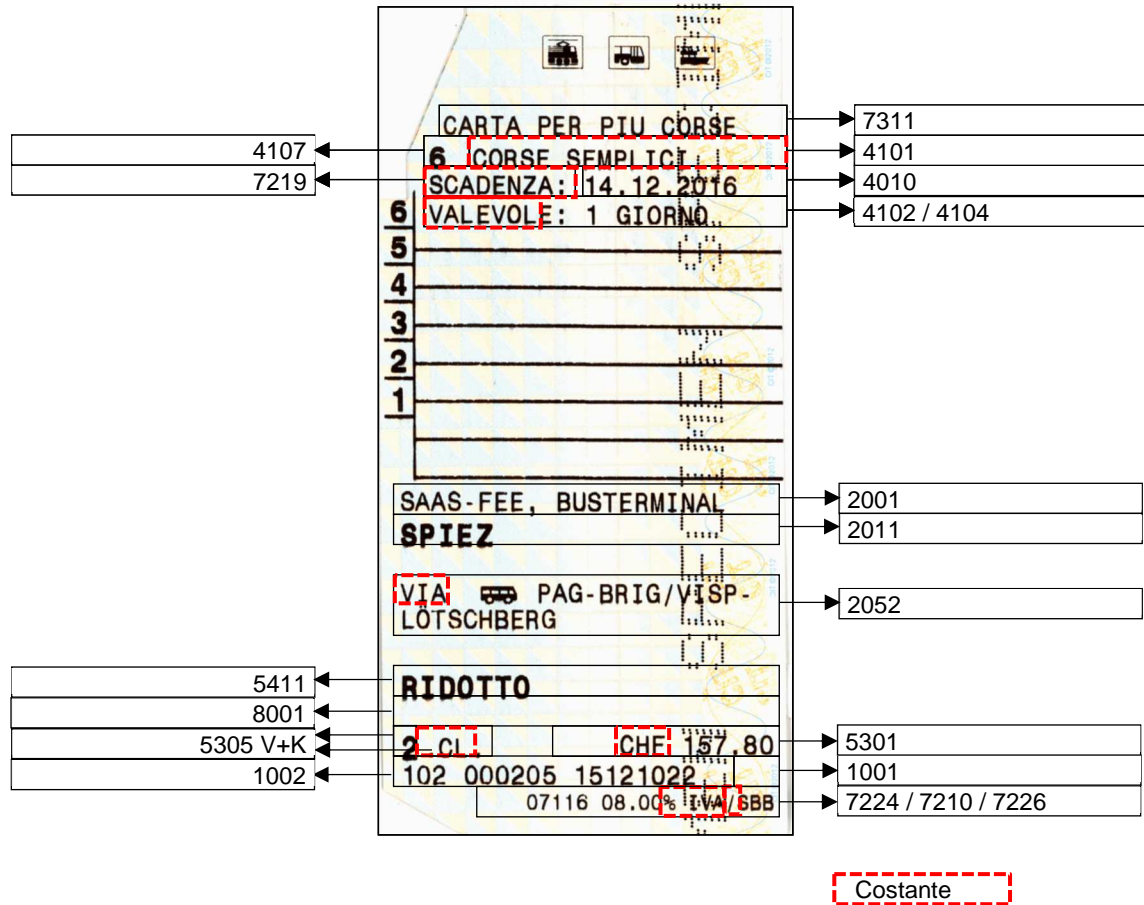 CARTA PER PIU CORSE
7311
4107
6 CORSE SEMPLICI
4101
7219
SCADENZA: 14.12.2016
4010
VALEVOLE: 1 GIORNO
4102 / 4104
6
5
4
3
2
1
SAAS-FEE, BUSTERMINAL
2001
SPIEZ
2011
VIA PAG-BRIG/VISP-
LÖTSCHBERG
2052
5411
RIDOTTO
8001
5305 V+K
2 CL CHF 157.80
5301
1002
102 000205 15121022
1001
07116 08.00% IVA/SBB
7224 / 7210 / 7226
Costante